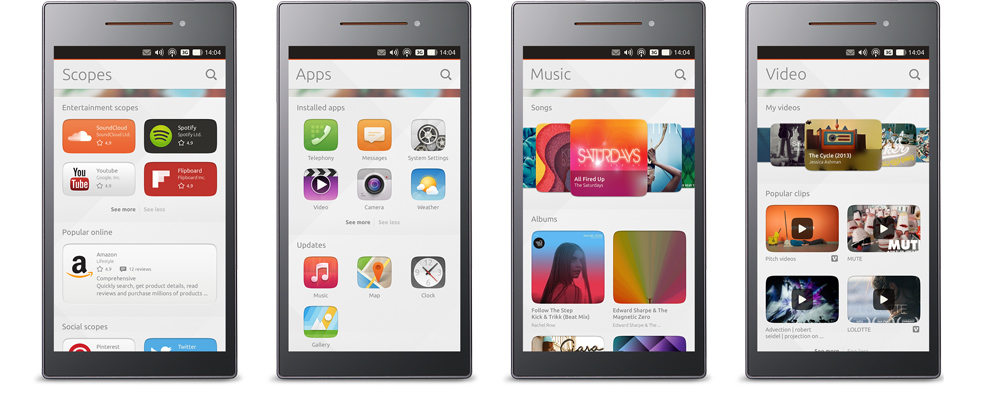 3G 14:04
Scopes
Entertainment scopes
SoundCloud
SoundCloud Ltd.
4.9
Spotify
Spotify Ltd.
4.9
You
Tube
Youtube
Google, Inc.
4.9
Flipboard
Flipboard Inc.
4.9
See more See less
Popular online
Amazon
Lifestyle
4.9 12 reviews
Comprehensive
Quickly search, get product details, read
reviews and purchase millions of products ...
Social scopes
Pinterest
Twitter
3G 14:04
Apps
Installed apps
Telephony Messages System Settings
Video Camera Weather
See more See less
Updates
Music Map Clock
Gallery
3G 14:04
Music
Songs
SATURDAYS
All Fired Up
The Saturdays
Albums
Follow The Step
Kick & Trikk (Beat Mix)
Rachel Row
Edward Sharpe & The
Magnetic Zero
Edward Sharpe & The ...
3G 14:04
Video
My videos
The Cycle (2013)
Jessica Ashman
Popular clips
Pitch videos
MUTE
Advection | robert
seidel | projection on ...
LOLOTTE
See more See less